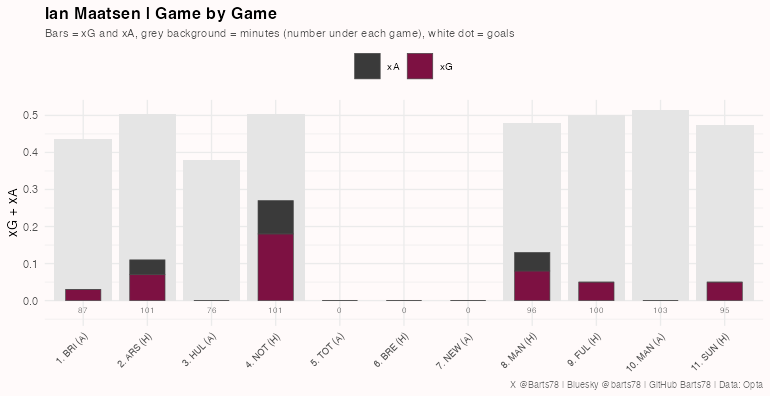 Ian Maatsen | Game by Game
Bars = xG and xA, grey background = minutes (number under each game), white dot = goals
xA xG
xG + xA
0.5
0.4
0.3
0.2
0.1
0.0
87 101 76 101 0 0 0 96 100 103 95
1. BRI (A)
2. ARS (H)
3. HUL (A)
4. NOT (H)
5. TOT (A)
6. BRE (H)
7. NEW (A)
8. MAN (H)
9. FUL (H)
10. MAN (A)
11. SUN (H)
X @Barts78 | Bluesky @barts78 | GitHub Barts78 | Data: Opta